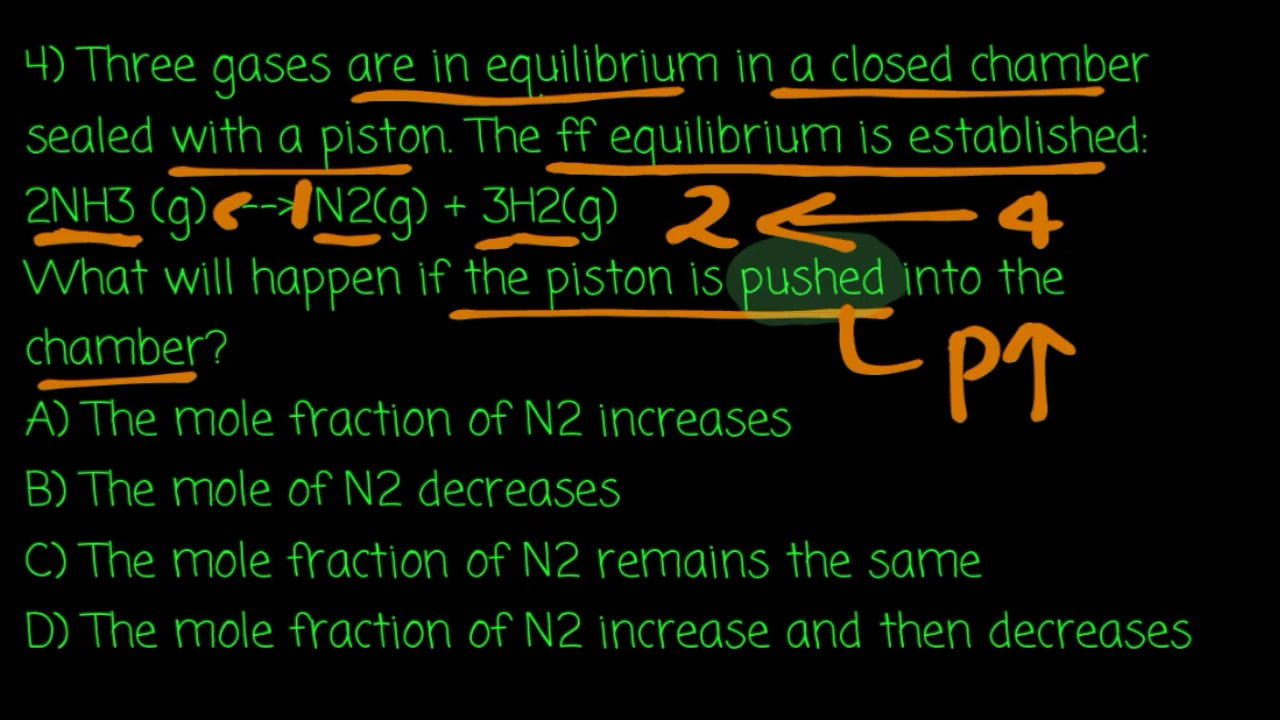 4) Three gases are in equilibrium in a closed chamber
sealed with a piston. The ff equilibrium is established:
2NH3 (g) <--> 1N2(g) + 3H2(g) 2 ← 4
What will happen if the piston is pushed into the
chamber? P↑
A) The mole fraction of N2 increases
B) The mole of N2 decreases
C) The mole fraction of N2 remains the same
D) The mole fraction of N2 increase and then decreases